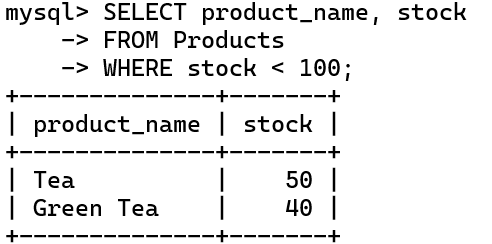 mysql> SELECT product_name, stock
    -> FROM Products
    -> WHERE stock < 100;
+--------------+-------+
| product_name | stock |
+--------------+-------+
| Tea          |    50 |
| Green Tea    |    40 |
+--------------+-------+